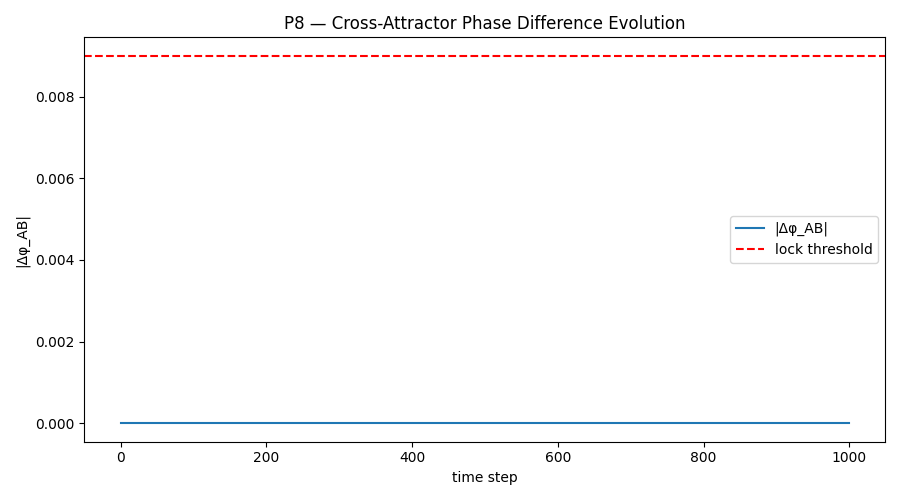 P8 — Cross-Attractor Phase Difference Evolution
|Δφ_AB|
0.008
0.006
0.004
0.002
0.000
|Δφ_AB|
lock threshold
0
200
400
600
800
1000
time step